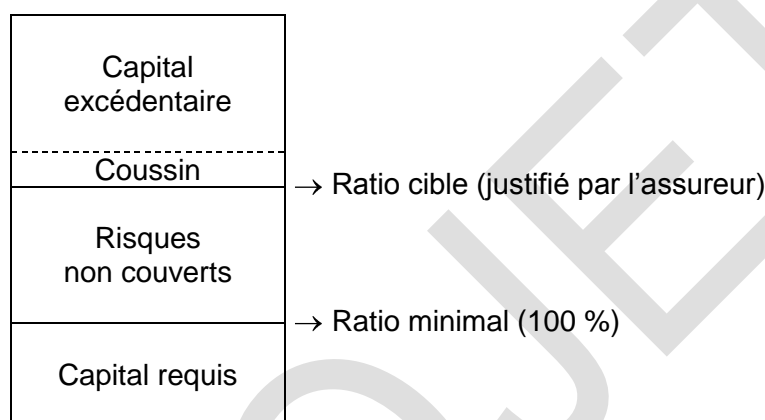 Capital
excédentaire
Coussin
→ Ratio cible (justifié par l'assureur)
Risques
non couverts
→ Ratio minimal (100 %)
Capital requis